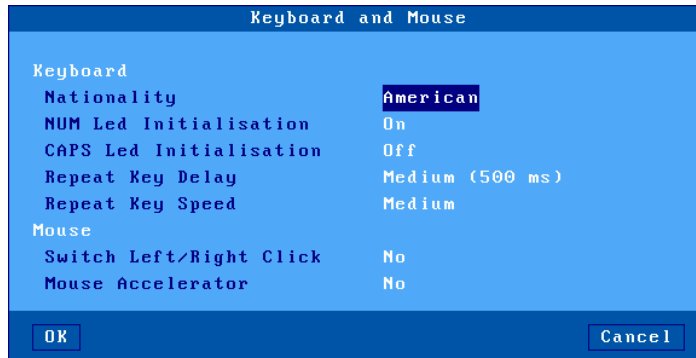 Keyboard and Mouse
Keyboard
Nationality American
NUM Led Initialisation On
CAPS Led Initialisation Off
Repeat Key Delay Medium (500 ms)
Repeat Key Speed Medium
Mouse
Switch Left/Right Click No
Mouse Accelerator No
OK Cancel